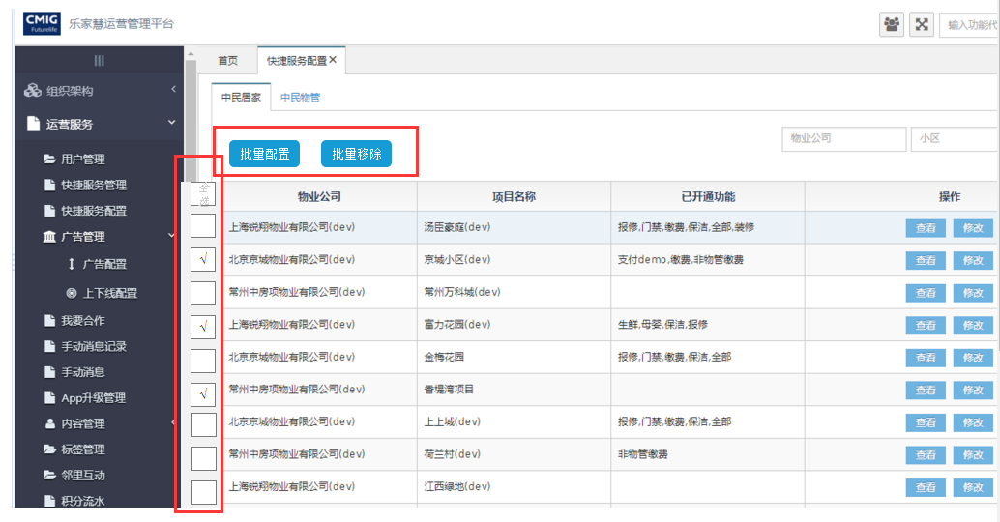 CMIG
Futurelife
乐家慧运营管理平台
输入功能代
组织架构
运营服务
用户管理
快捷服务管理
快捷服务配置
广告管理
广告配置
上下线配置
我要合作
手动消息记录
手动消息
App升级管理
内容管理
标签管理
邻里互动
积分流水
首页 快捷服务配置
中民居家 中民物管
批量配置 批量移除
物业公司 小区
全选 物业公司 项目名称 已开通功能 操作
上海锐翔物业有限公司(dev) 汤臣豪庭(dev) 报修,门禁,缴费,保洁,全部,装修 查看 修改
√ 北京京城物业有限公司(dev) 京城小区(dev) 支付demo,缴费,非物管缴费 查看 修改
常州中房项物业有限公司(dev) 常州万科城(dev) 查看 修改
√ 上海锐翔物业有限公司(dev) 富力花园(dev) 生鲜,母婴,保洁,报修 查看 修改
北京京城物业有限公司(dev) 金梅花园 报修,门禁,缴费,保洁,全部 查看 修改
√ 常州中房项物业有限公司(dev) 香堤湾项目 查看 修改
北京京城物业有限公司(dev) 上上城(dev) 报修,门禁,缴费,保洁,全部 查看 修改
常州中房项物业有限公司(dev) 荷兰村(dev) 非物管缴费 查看 修改
上海锐翔物业有限公司(dev) 江西绿地(dev) 查看 修改